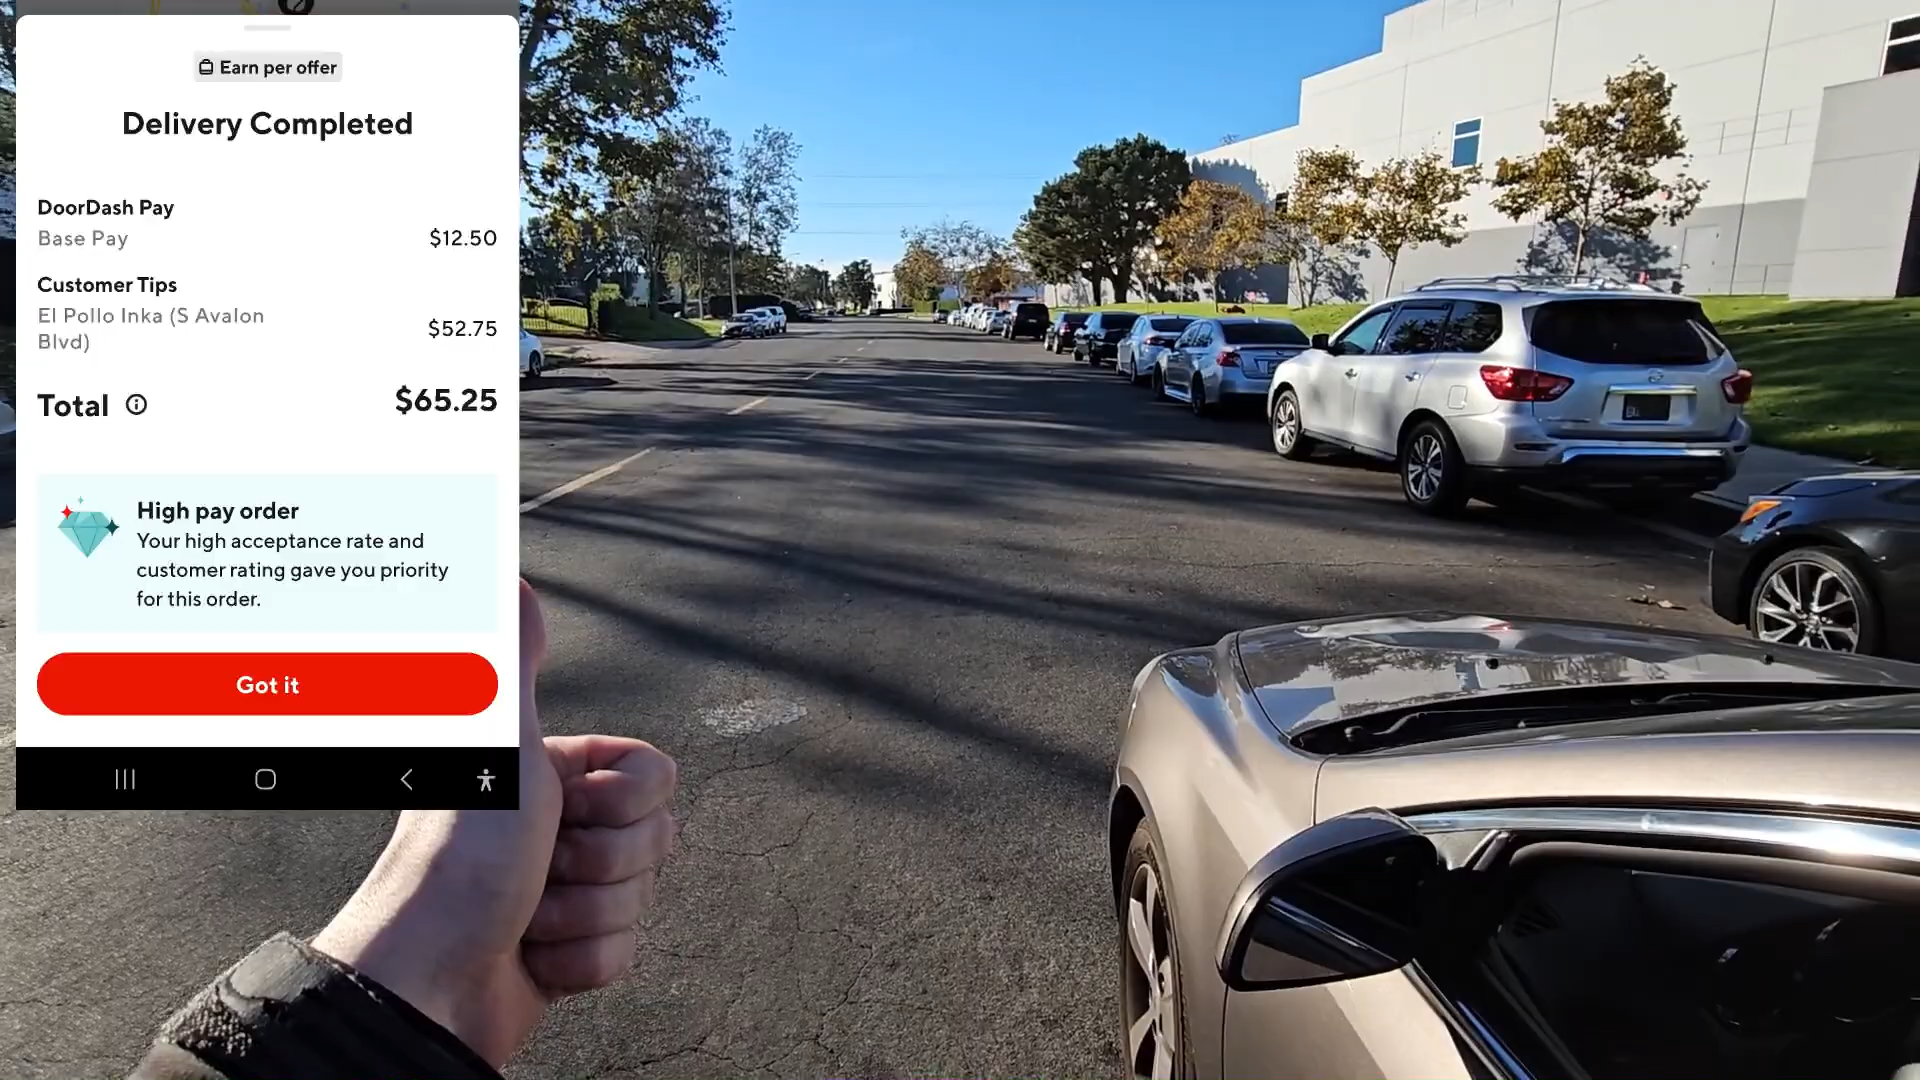 Earn per offer
Delivery Completed
DoorDash Pay
Base Pay
$12.50
Customer Tips
El Pollo Inka (S Avalon
Blvd)
$52.75
Total
$65.25
High pay order
Your high acceptance rate and
customer rating gave you priority
for this order.
Got it